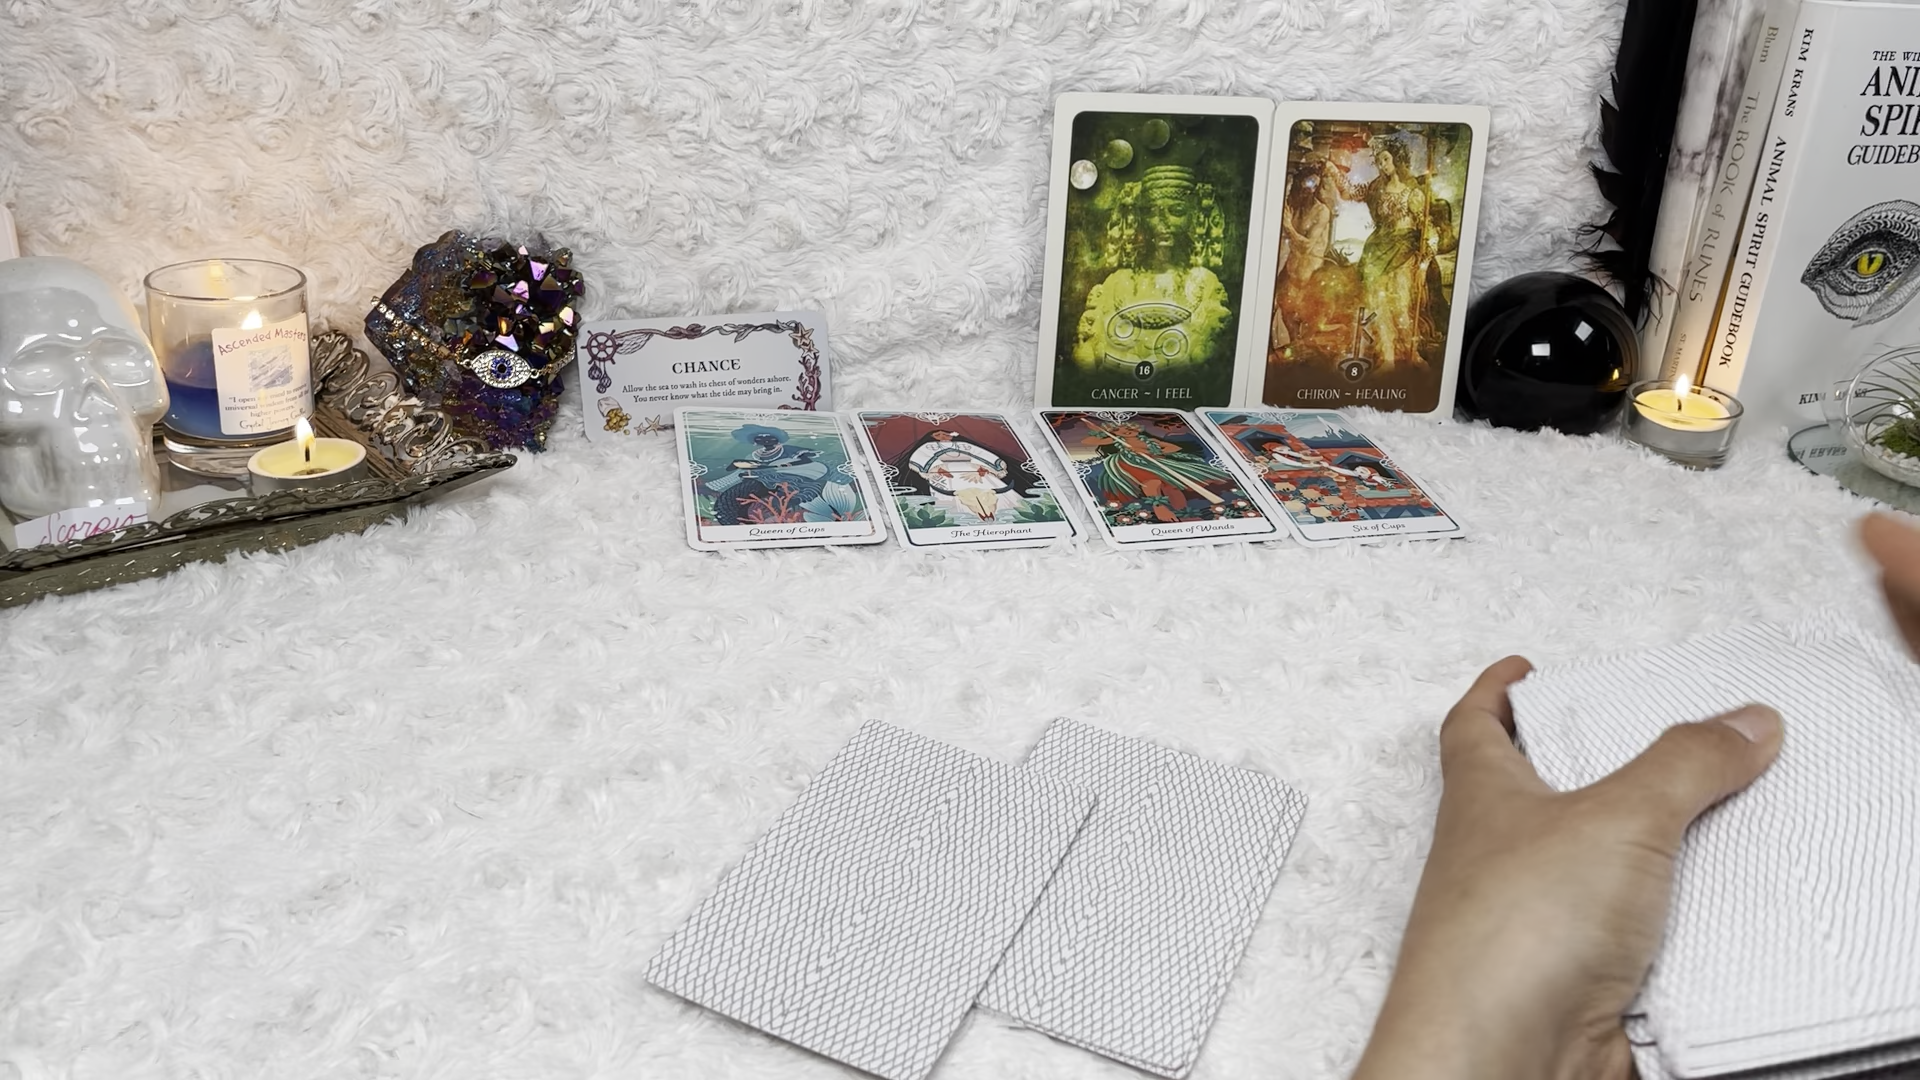 Ascended Masters
higher powers.
Scorpio
CHANCE
Allow the sea to wash its chest of wonders ashore.
You never know what the tide may bring in.
16
CANCER ~ I FEEL
8
CHIRON ~ HEALING
Queen of Cups
The Hierophant
Queen of Wands
Six of Cups
Blum
The BOOK of RUNES
KIM KRANS
ANIMAL SPIRIT GUIDEBOOK
THE
SPI
GUIDEB